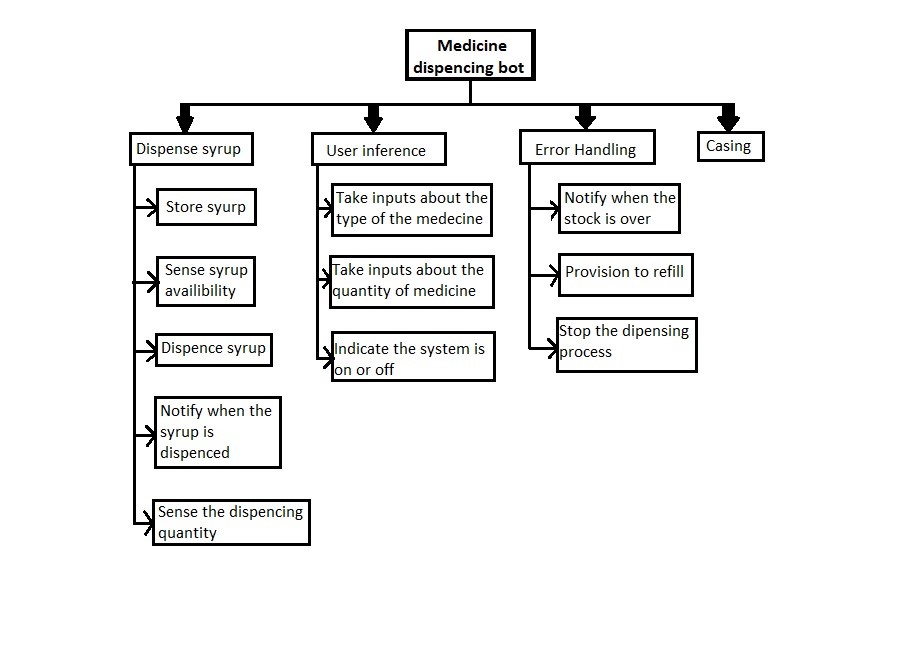 Medicine
dispencing bot
Dispense syrup
Store syurp
Sense syrup
availibility
Dispence syrup
Notify when the
syrup is
dispenced
Sense the dispencing
quantity
User inference
Take inputs about the
type of the medecine
Take inputs about the
quantity of medicine
Indicate the system is
on or off
Error Handling
Notify when the
stock is over
Provision to refill
Stop the dipensing
process
Casing